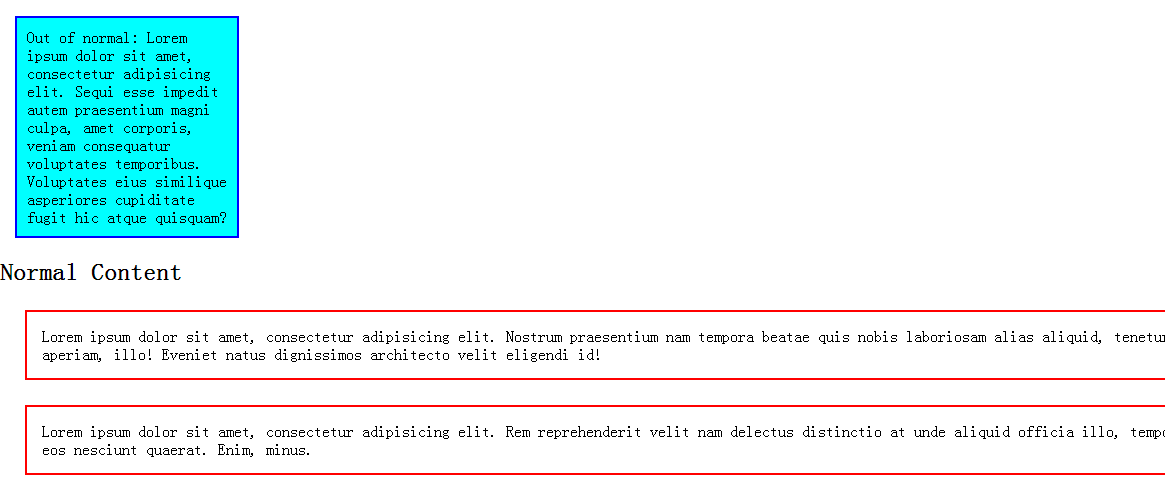 Out of normal: Lorem
ipsum dolor sit amet,
consectetur adipisicing
elit. Sequi esse impedit
autem praesentium magni
culpa, amet corporis,
veniam consequatur
voluptates temporibus.
Voluptates eius similique
asperiores cupiditate
fugit hic atque quisquam?
Normal Content
Lorem ipsum dolor sit amet, consectetur adipisicing elit. Nostrum praesentium nam tempora beatae quis nobis laboriosam alias aliquid, tenetur
aperiam, illo! Eveniet natus dignissimos architecto velit eligendi id!
Lorem ipsum dolor sit amet, consectetur adipisicing elit. Rem reprehenderit velit nam delectus distinctio at unde aliquid officia illo, tempo
eos nesciunt quaerat. Enim, minus.